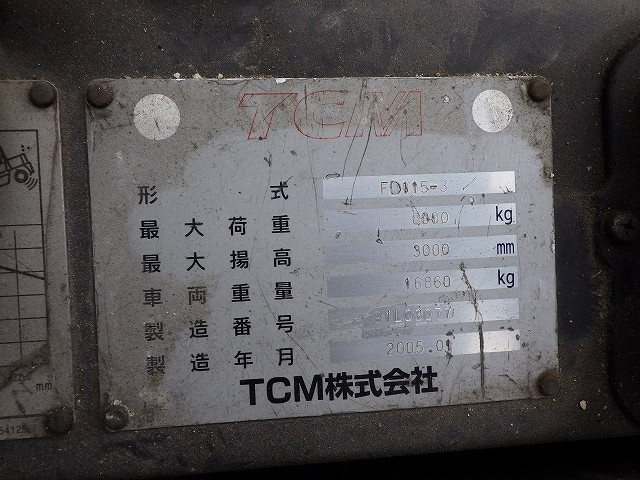 TCM
形式 FD115-3
最大荷重 kg
最大揚高 3000 mm
車両重量 16860 kg
製造番号
製造年月 2005.01
TCM株式会社
mm